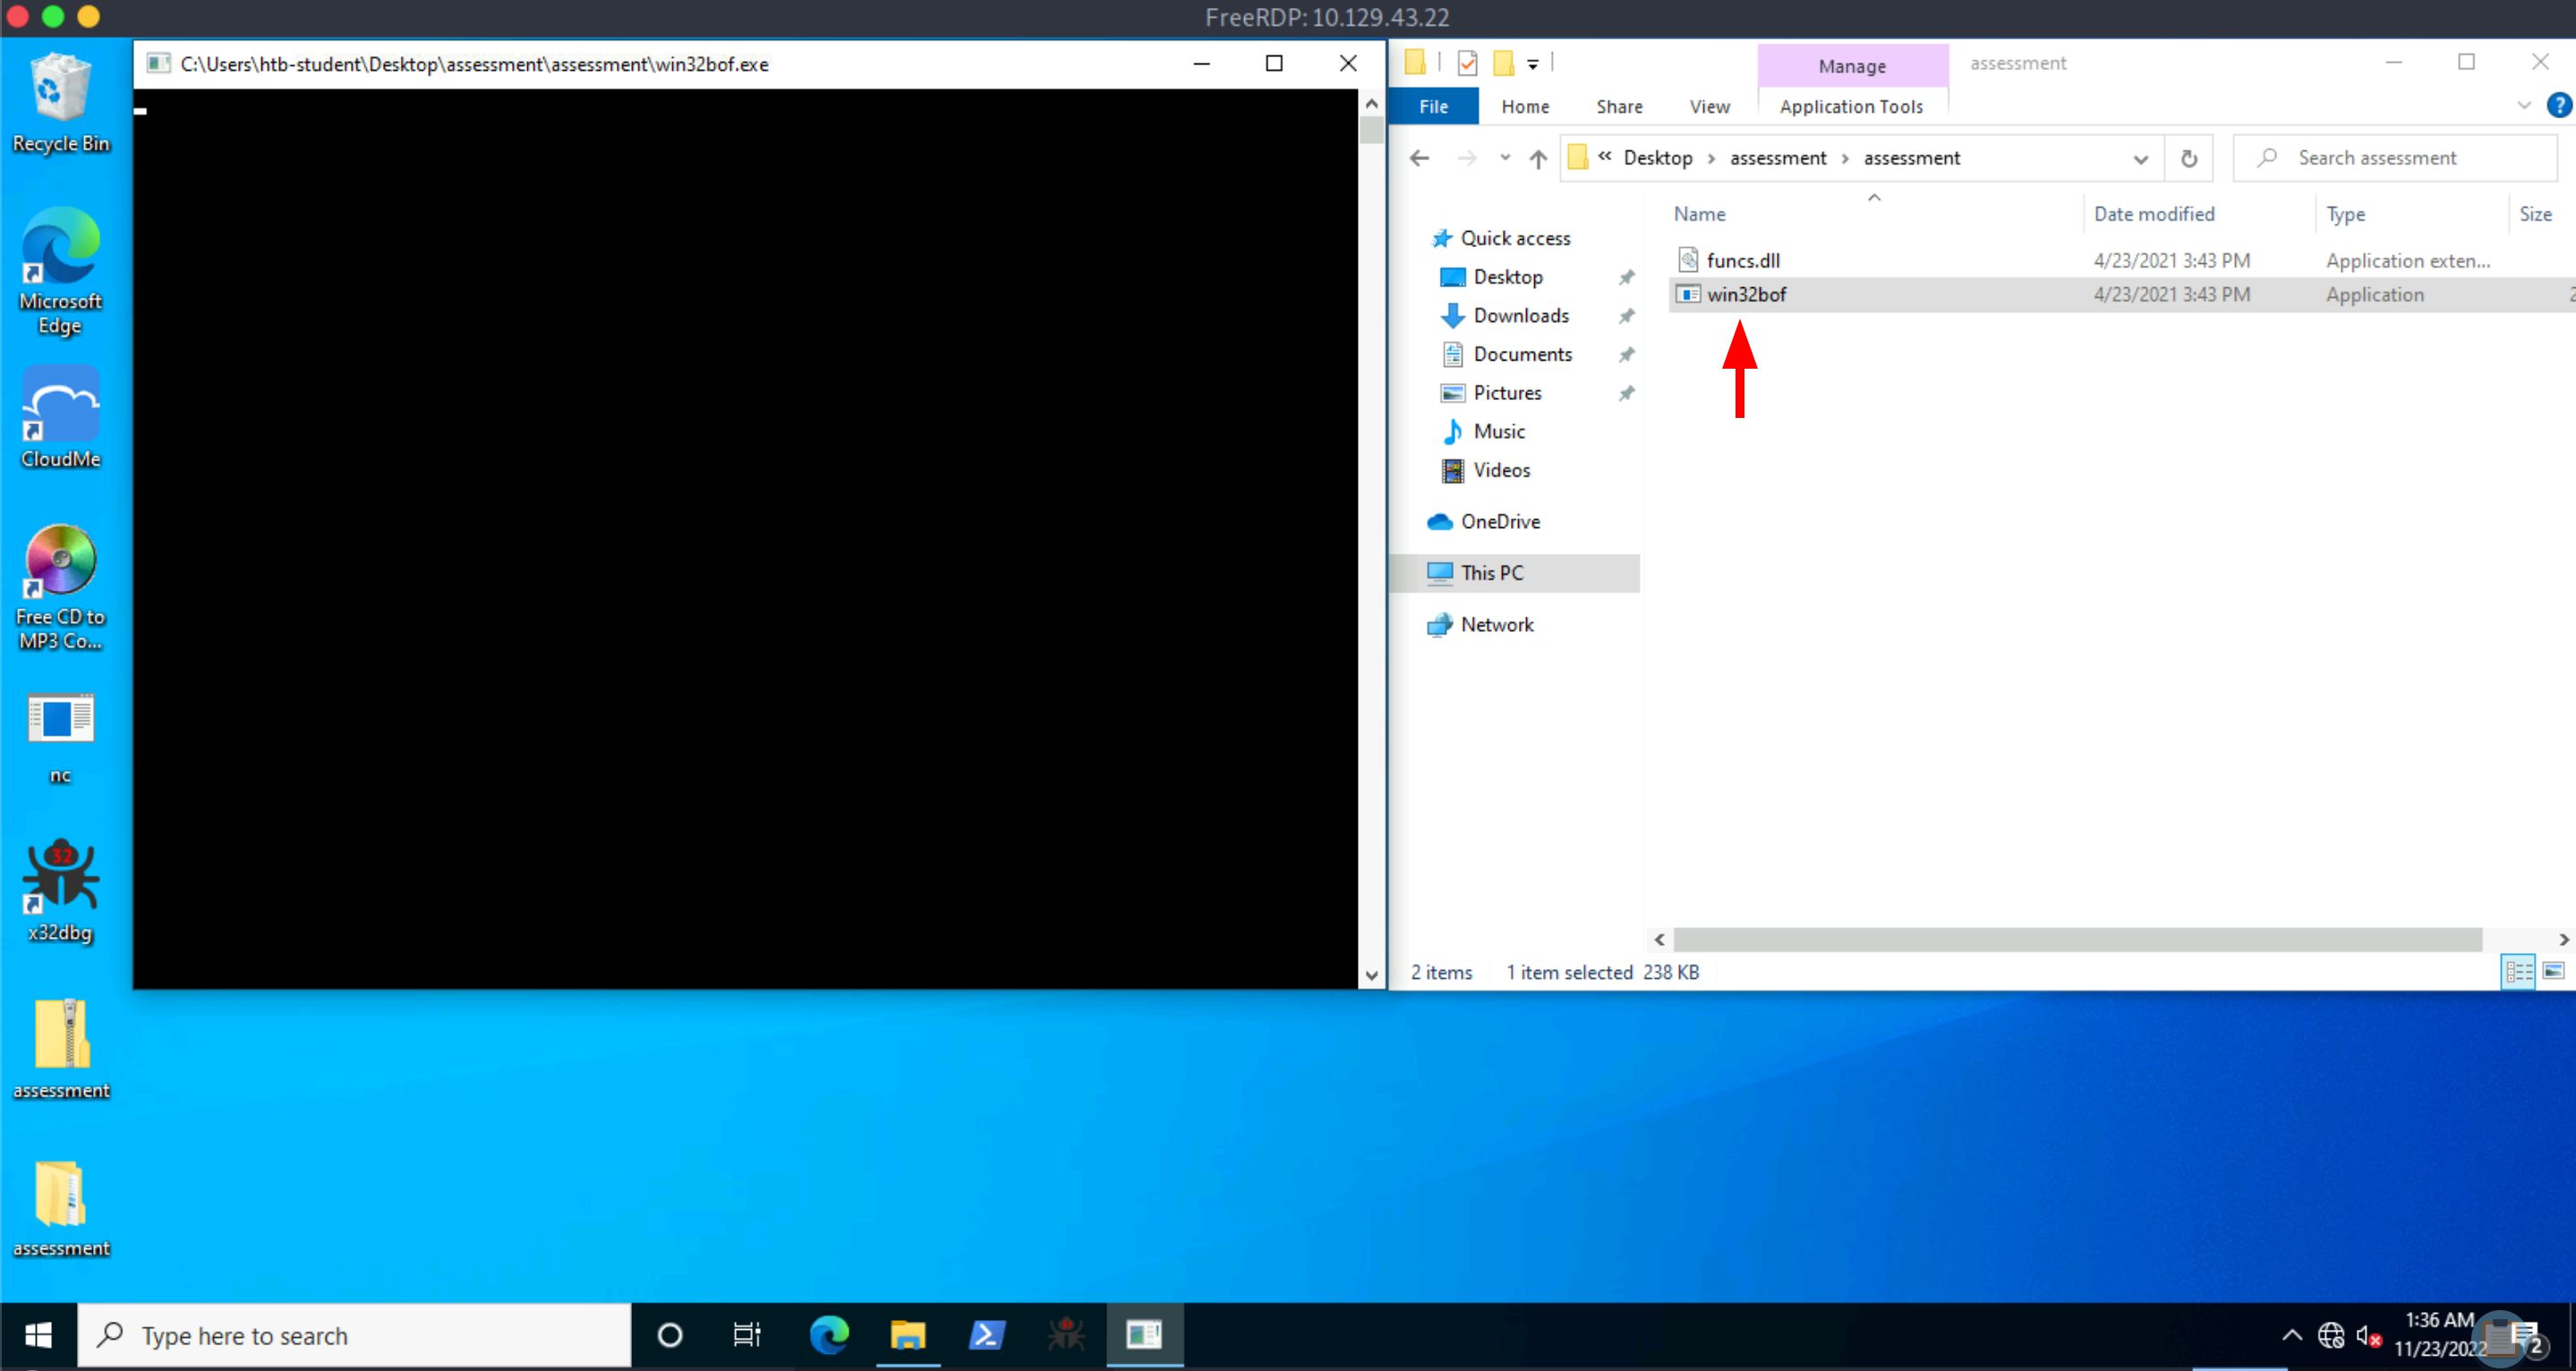 FreeRDP: 10.129.43.22
Recycle Bin
Microsoft
Edge
CloudMe
Free CD to
MP3 Co...
nc
32
x32dbg
assessment
assessment
C:\Users\htb-student\Desktop\assessment\assessment\win32bof.exe
Manage
assessment
File
Home
Share
View
Application Tools
?
« Desktop › assessment › assessment
Search assessment
Name
Date modified
Type
Size
funcs.dll
4/23/2021 3:43 PM
Application exten...
win32bof
4/23/2021 3:43 PM
Application
2
Quick access
Desktop
Downloads
Documents
Pictures
Music
Videos
OneDrive
This PC
Network
2 items
1 item selected 238 KB
Type here to search
1:36 AM
11/23/2022
2